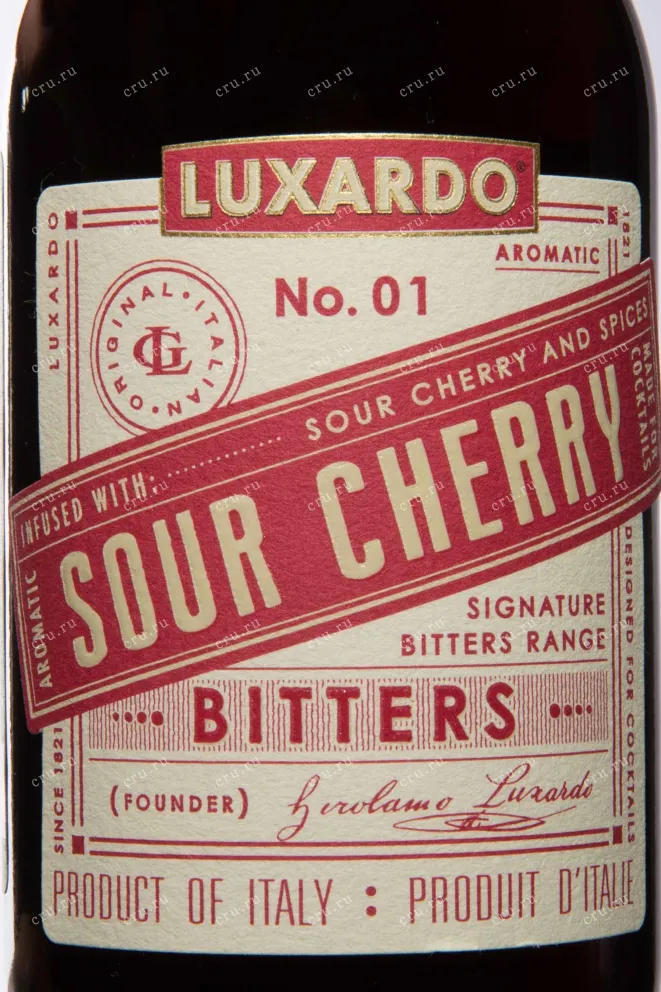 LUXARDO®
AROMATIC
No. 01
ORIGINAL • ITALIAN •
LG
LUXARDO
1821
INFUSED WITH: ............... SOUR CHERRY AND SPICES
MADE FOR
COCKTAILS
AROMATIC
SOUR CHERRY
SIGNATURE
BITTERS RANGE
DESIGNED FOR COCKTAILS
BITTERS
SINCE 1821
(FOUNDER) Girolamo Luxardo
PRODUCT OF ITALY : PRODUIT D'ITALIE
cru.ru